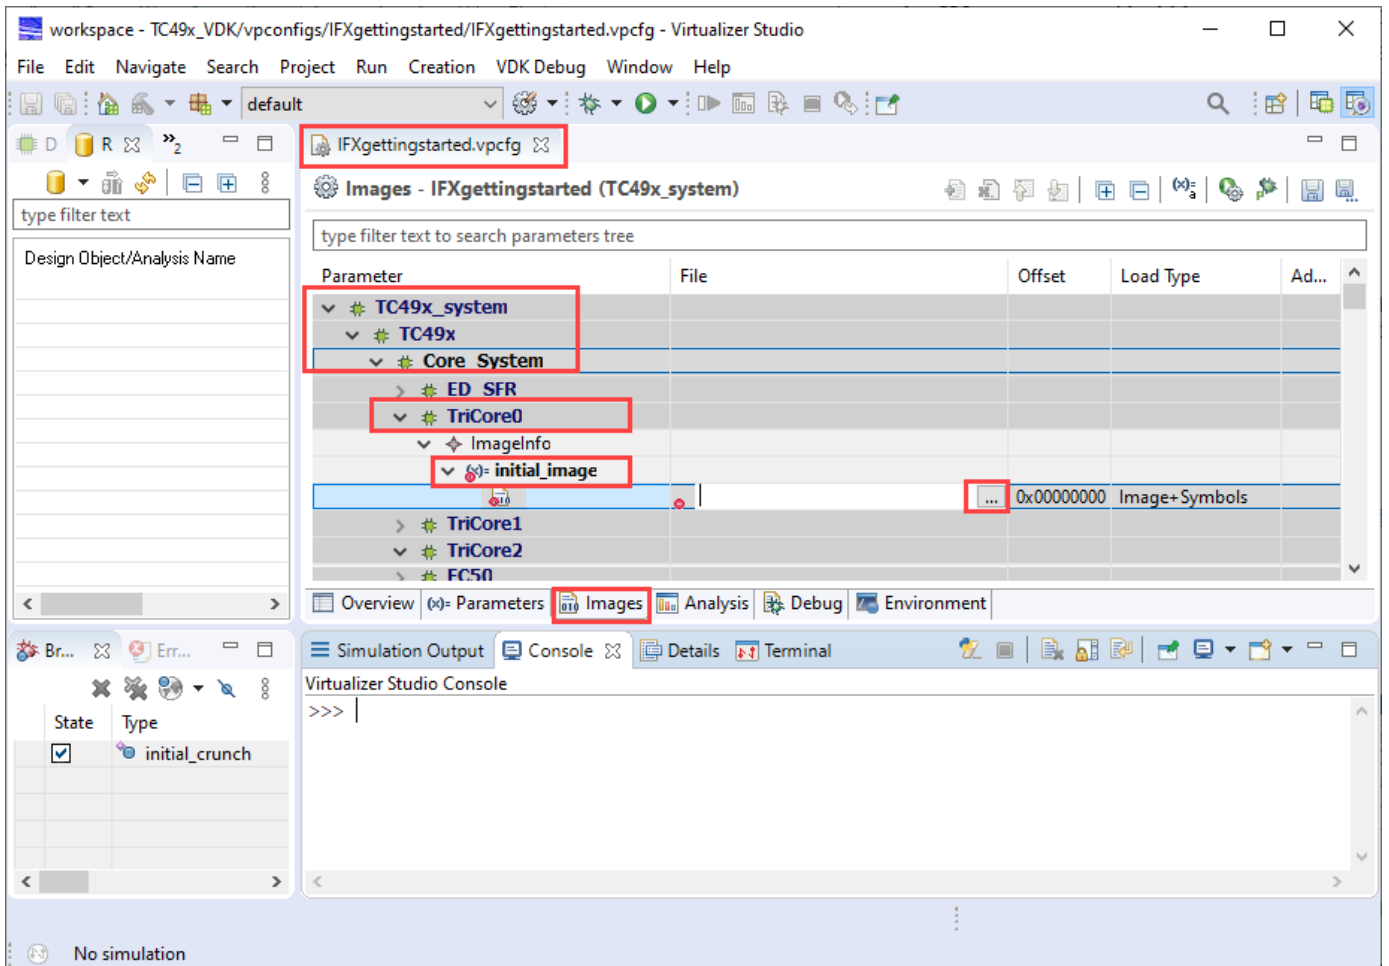 workspace - TC49x_VDK/vpconfigs/IFXgettingstarted/IFXgettingstarted.vpcfg - Virtualizer Studio
File Edit Navigate Search Project Run Creation VDK Debug Window Help
default
D R »2
IFXgettingstarted.vpcfg
Images - IFXgettingstarted (TC49x_system)
type filter text
type filter text to search parameters tree
Design Object/Analysis Name
Parameter File Offset Load Type Ad...
TC49x_system
TC49x
Core_System
ED_SFR
TriCore0
ImageInfo
(x)= initial_image
... 0x00000000 Image+Symbols
TriCore1
TriCore2
FC50
Overview (x)= Parameters Images Analysis Debug Environment
Br... Err...
Simulation Output Console Details Terminal
Virtualizer Studio Console
>>>
State Type
initial_crunch
No simulation